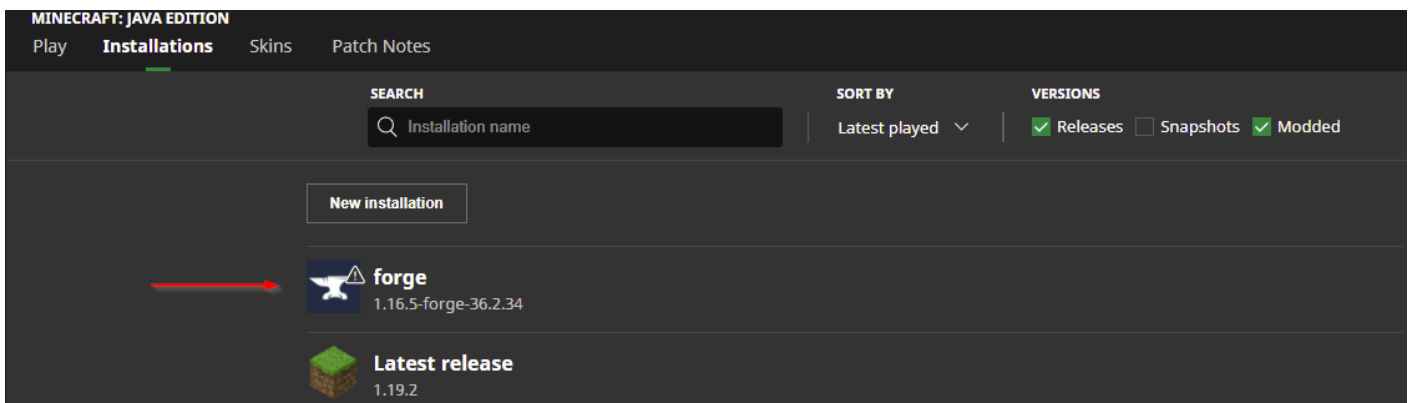 MINECRAFT: JAVA EDITION
Play Installations Skins Patch Notes
SEARCH SORT BY VERSIONS
Installation name Latest played Releases Snapshots Modded
New installation
forge
1.16.5-forge-36.2.34
Latest release
1.19.2